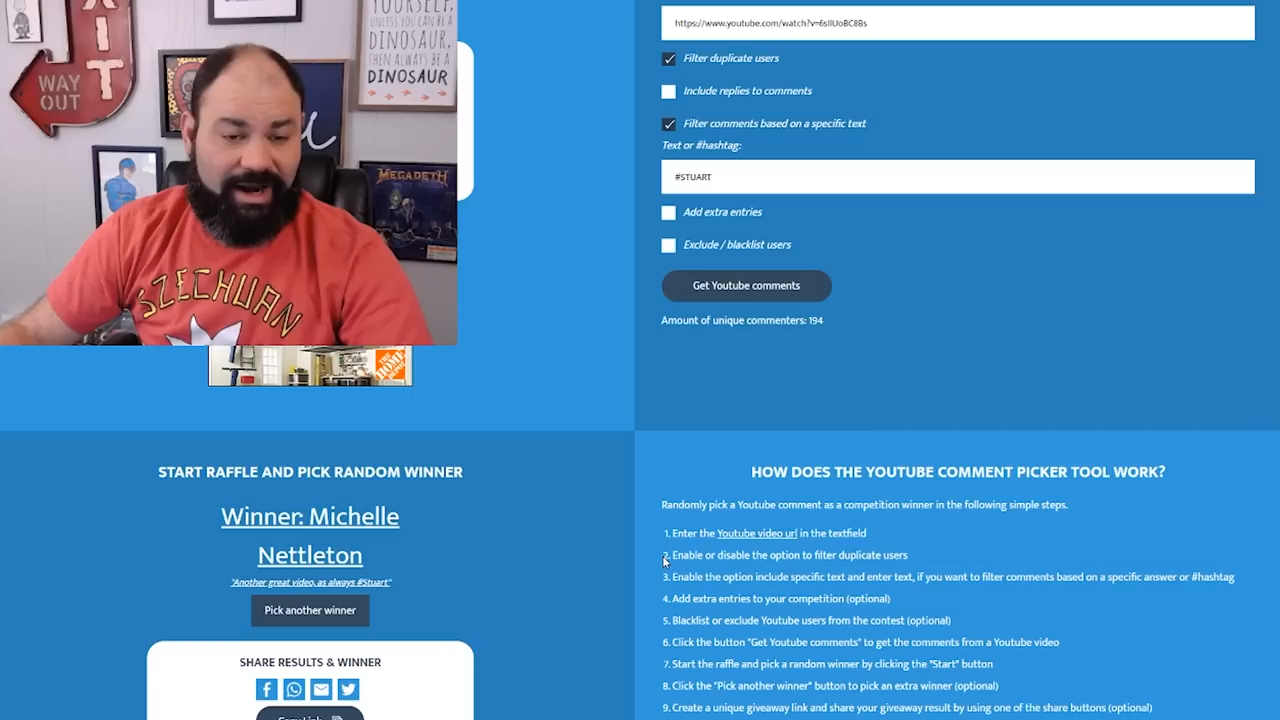 XIT
WAY
OUT
YOURSELF,
UNLESS YOU CAN BE A
DINOSAUR,
THEN ALWAYS BE A
DINOSAUR
MEGADETH
SZECHUAN
THE
HOME
DEPOT
https://www.youtube.com/watch?v=6sIIUoBC8Bs
Filter duplicate users
Include replies to comments
Filter comments based on a specific text
Text or #hashtag:
#STUART
Add extra entries
Exclude / blacklist users
Get Youtube comments
Amount of unique commenters: 194
START RAFFLE AND PICK RANDOM WINNER
Winner: Michelle
Nettleton
"Another great video, as always #Stuart"
Pick another winner
SHARE RESULTS & WINNER
Copy Link
HOW DOES THE YOUTUBE COMMENT PICKER TOOL WORK?
Randomly pick a Youtube comment as a competition winner in the following simple steps.
1. Enter the Youtube video url in the textfield
2. Enable or disable the option to filter duplicate users
3. Enable the option include specific text and enter text, if you want to filter comments based on a specific answer or #hashtag
4. Add extra entries to your competition (optional)
5. Blacklist or exclude Youtube users from the contest (optional)
6. Click the button "Get Youtube comments" to get the comments from a Youtube video
7. Start the raffle and pick a random winner by clicking the "Start" button
8. Click the "Pick another winner" button to pick an extra winner (optional)
9. Create a unique giveaway link and share your giveaway result by using one of the share buttons (optional)